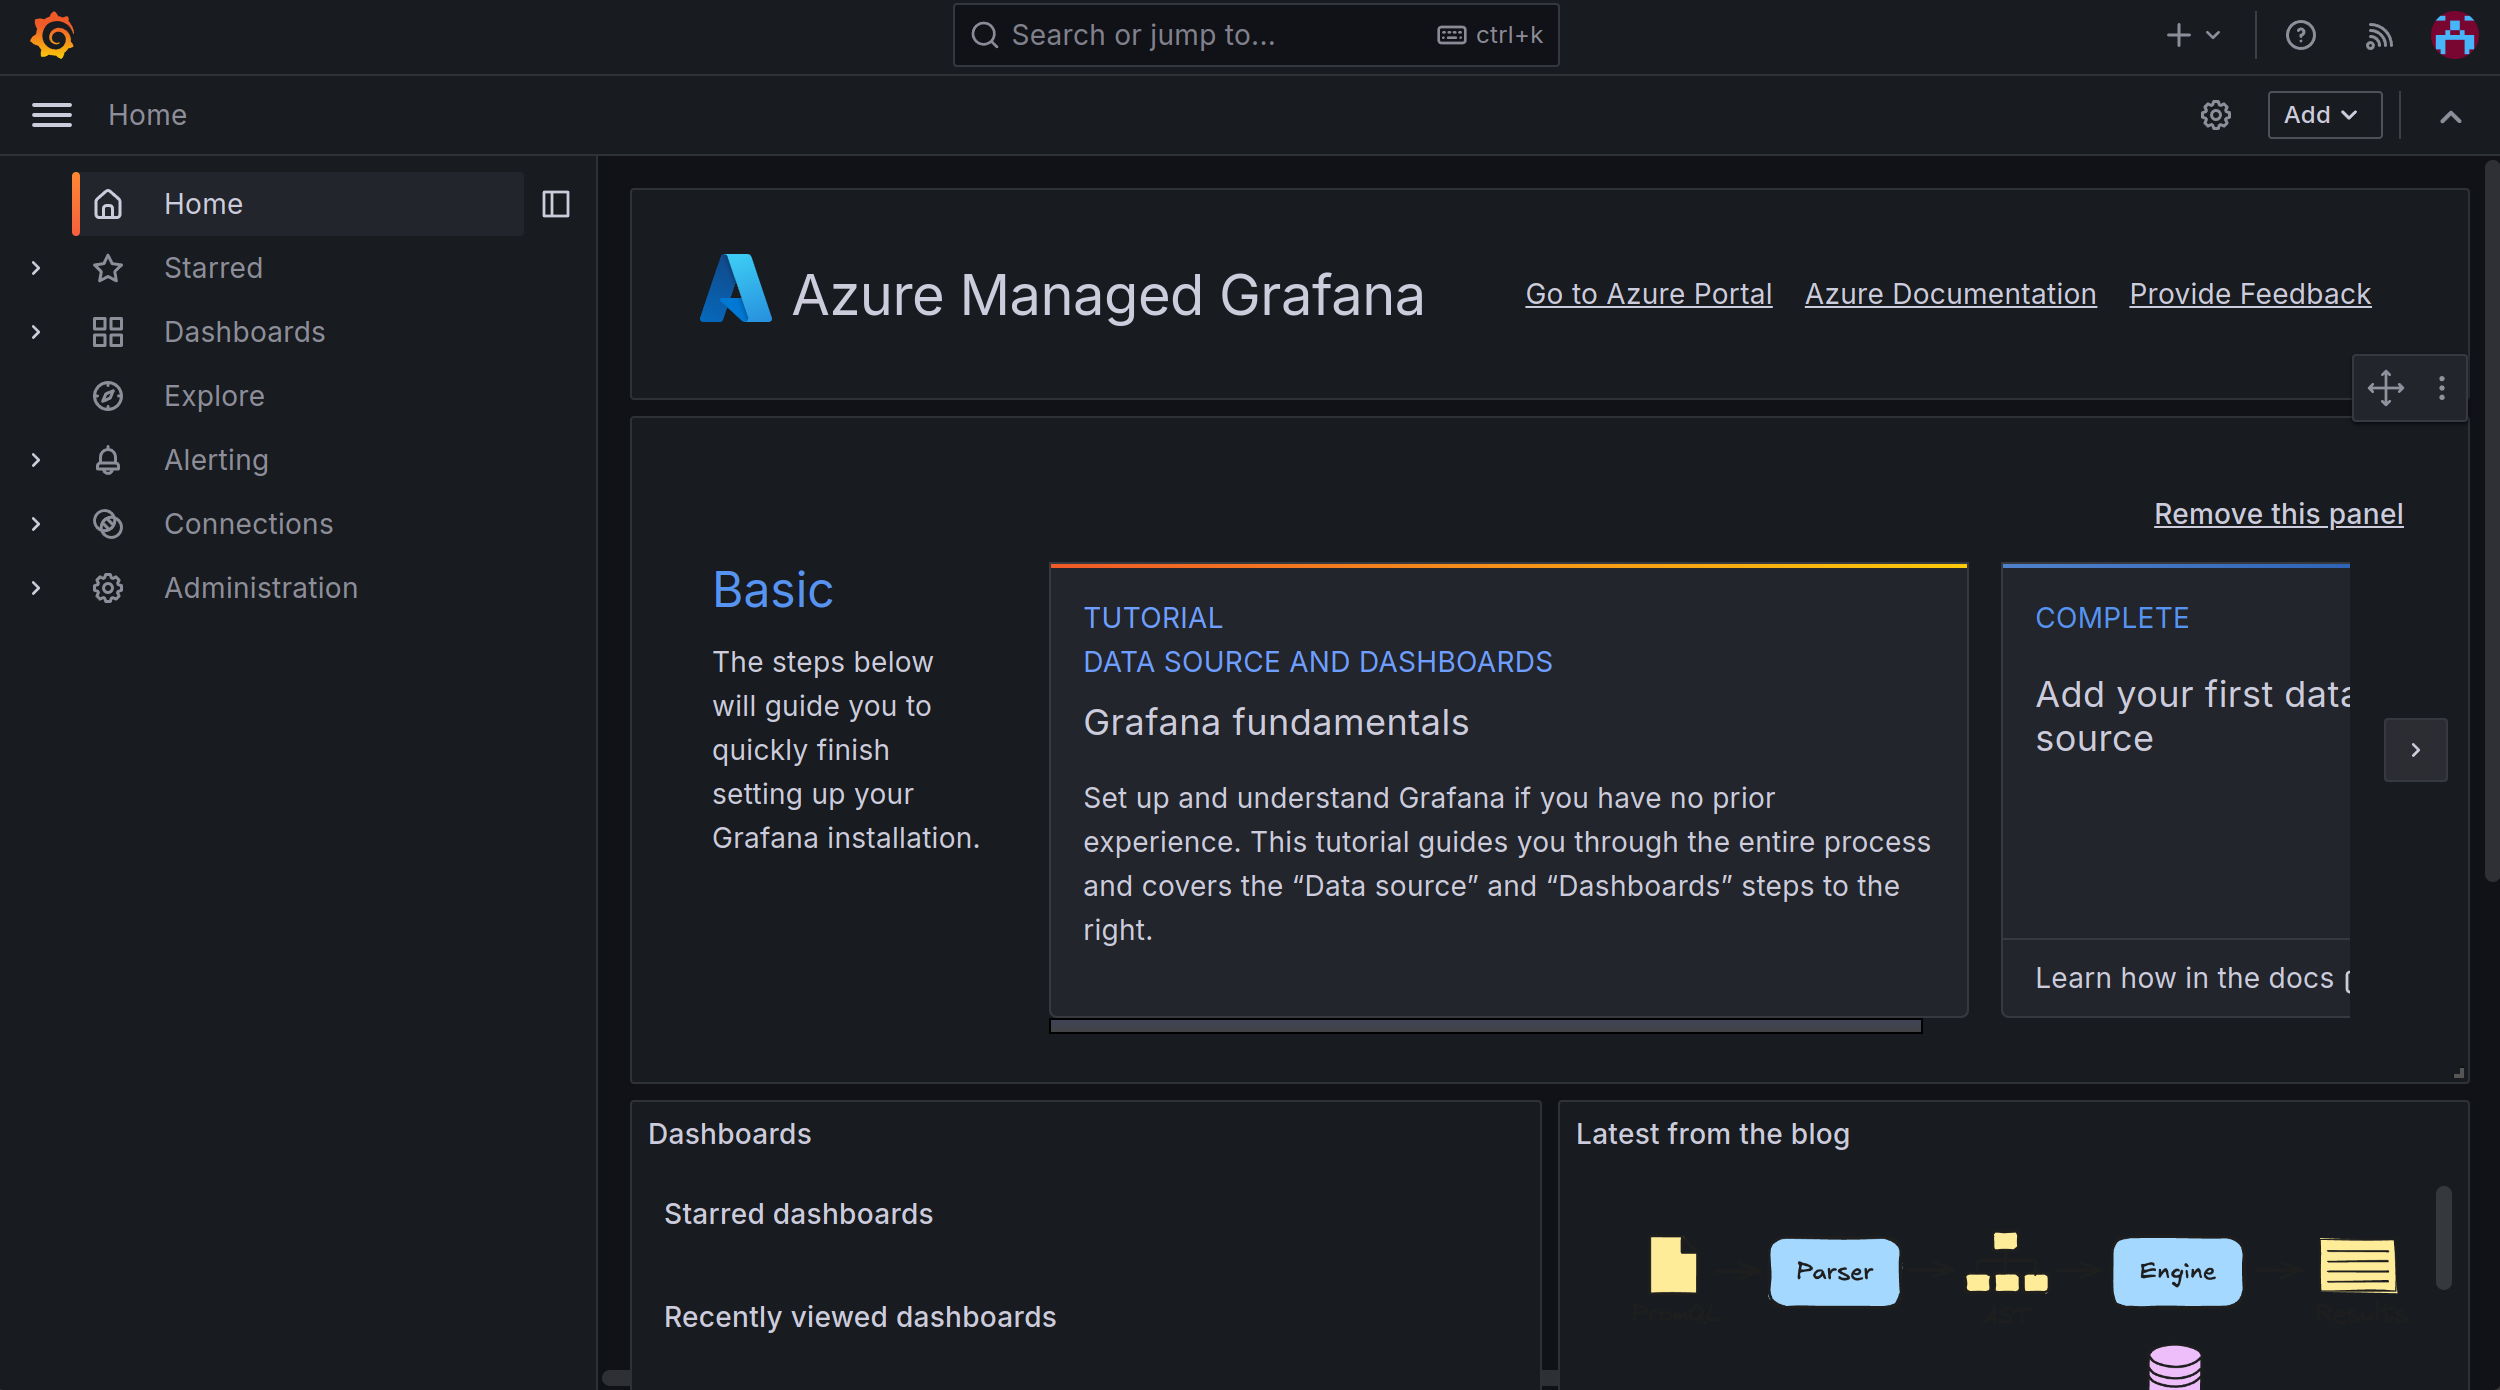 Search or jump to...
ctrl+k
Home
Add
Home
Starred
Dashboards
Explore
Alerting
Connections
Administration
Azure Managed Grafana
Go to Azure Portal
Azure Documentation
Provide Feedback
Remove this panel
Basic
The steps below
will guide you to
quickly finish
setting up your
Grafana installation.
TUTORIAL
DATA SOURCE AND DASHBOARDS
Grafana fundamentals
Set up and understand Grafana if you have no prior
experience. This tutorial guides you through the entire process
and covers the “Data source” and “Dashboards” steps to the
right.
COMPLETE
Add your first data
source
Learn how in the docs
Dashboards
Starred dashboards
Recently viewed dashboards
Latest from the blog
Parser
Engine
PromQL
AST
Results